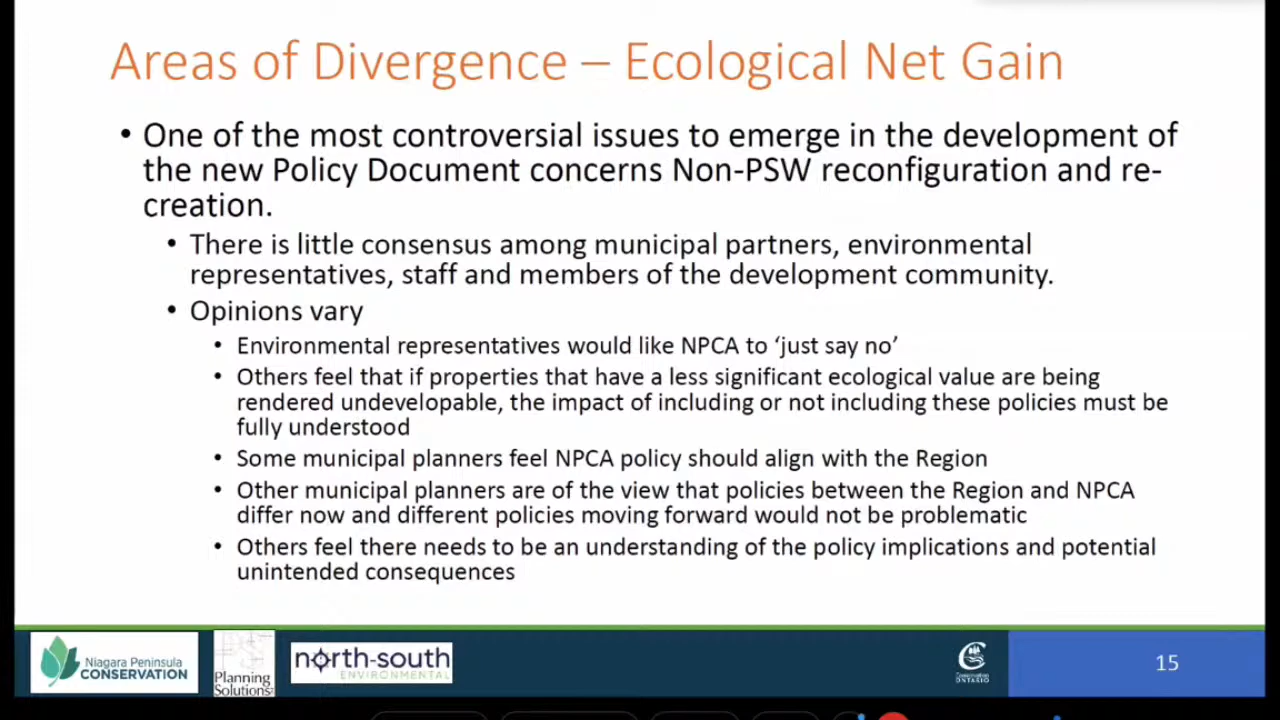 Areas of Divergence – Ecological Net Gain
• One of the most controversial issues to emerge in the development of
the new Policy Document concerns Non-PSW reconfiguration and re-
creation.
• There is little consensus among municipal partners, environmental
representatives, staff and members of the development community.
• Opinions vary
• Environmental representatives would like NPCA to ‘just say no’
• Others feel that if properties that have a less significant ecological value are being
rendered undevelopable, the impact of including or not including these policies must be
fully understood
• Some municipal planners feel NPCA policy should align with the Region
• Other municipal planners are of the view that policies between the Region and NPCA
differ now and different policies moving forward would not be problematic
• Others feel there needs to be an understanding of the policy implications and potential
unintended consequences
Niagara Peninsula
CONSERVATION
PS
Planning
Solutions
north-south
ENVIRONMENTAL
Conservation
ONTARIO
15